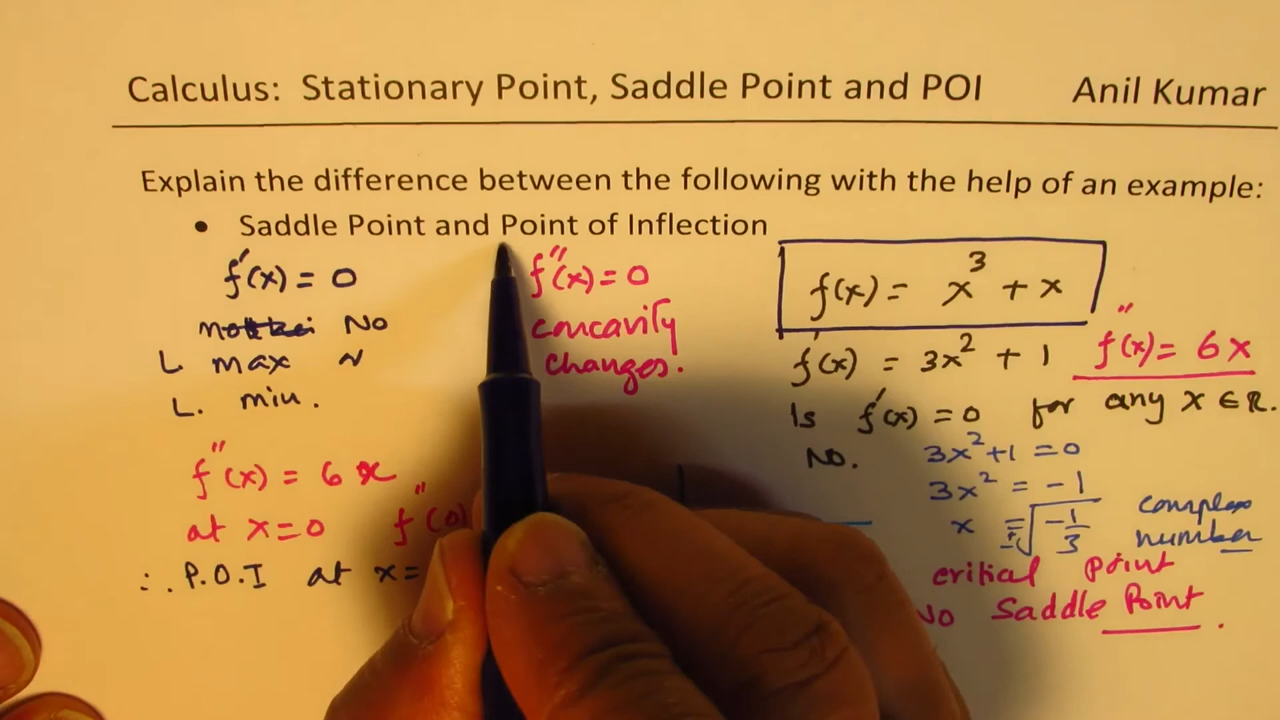 Calculus: Stationary Point, Saddle Point and POI Anil Kumar
Explain the difference between the following with the help of an example:
• Saddle Point and Point of Inflection
f'(x) = 0
No
L max
L. min.
f''(x) = 0
concavity
changes.
f''(x) = 6x
at x=0 f''(0)
∴ P.O.I at x=
f(x) = x³ + x
f'(x) = 3x² + 1 f''(x) = 6x
Is f'(x) = 0 for any x ∈ R.
No. 3x²+1 = 0
3x² = -1
x = ±√(-1/3) complex
number
critical point
No Saddle Point.